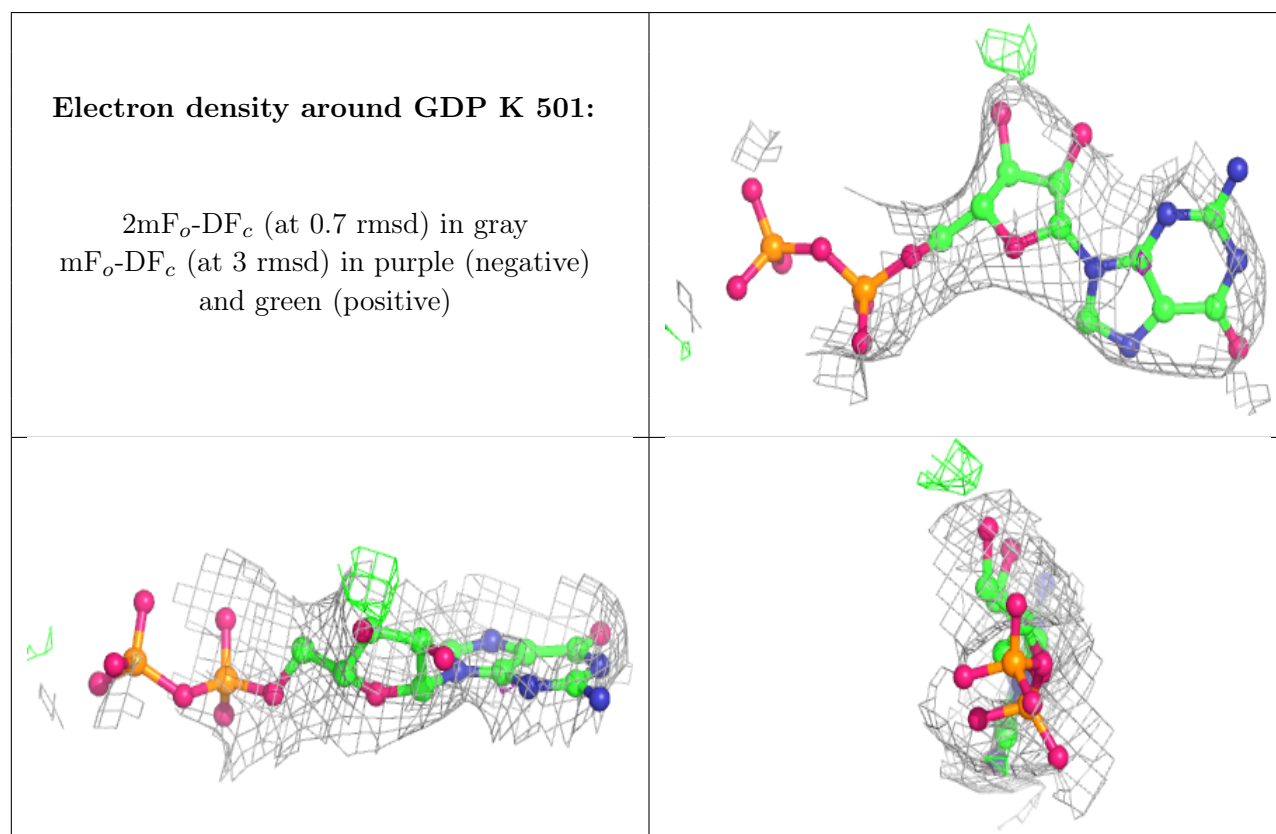 Electron density around GDP K 501:
2mFo-DFc (at 0.7 rmsd) in gray
mFo-DFc (at 3 rmsd) in purple (negative)
and green (positive)